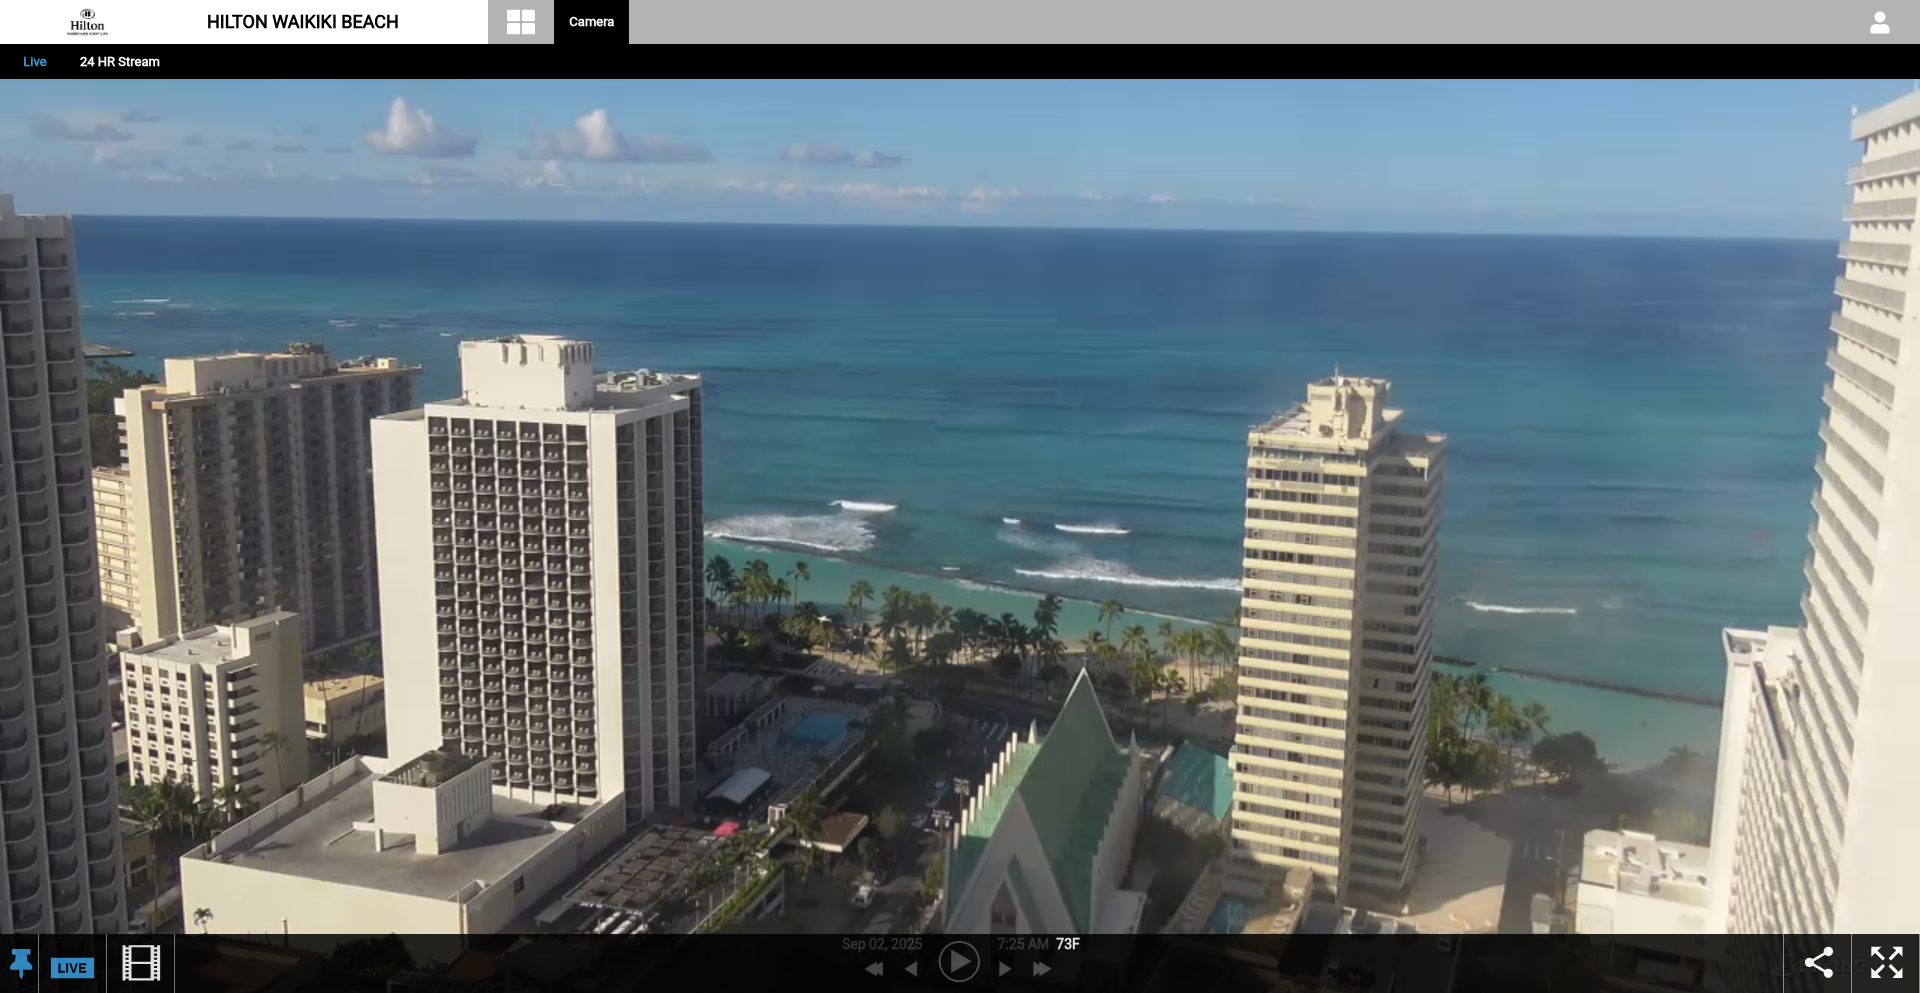 Hilton
HILTON WAIKIKI BEACH
Camera
Live
24 HR Stream
Sep 02, 2025
7:25 AM 73F
LIVE